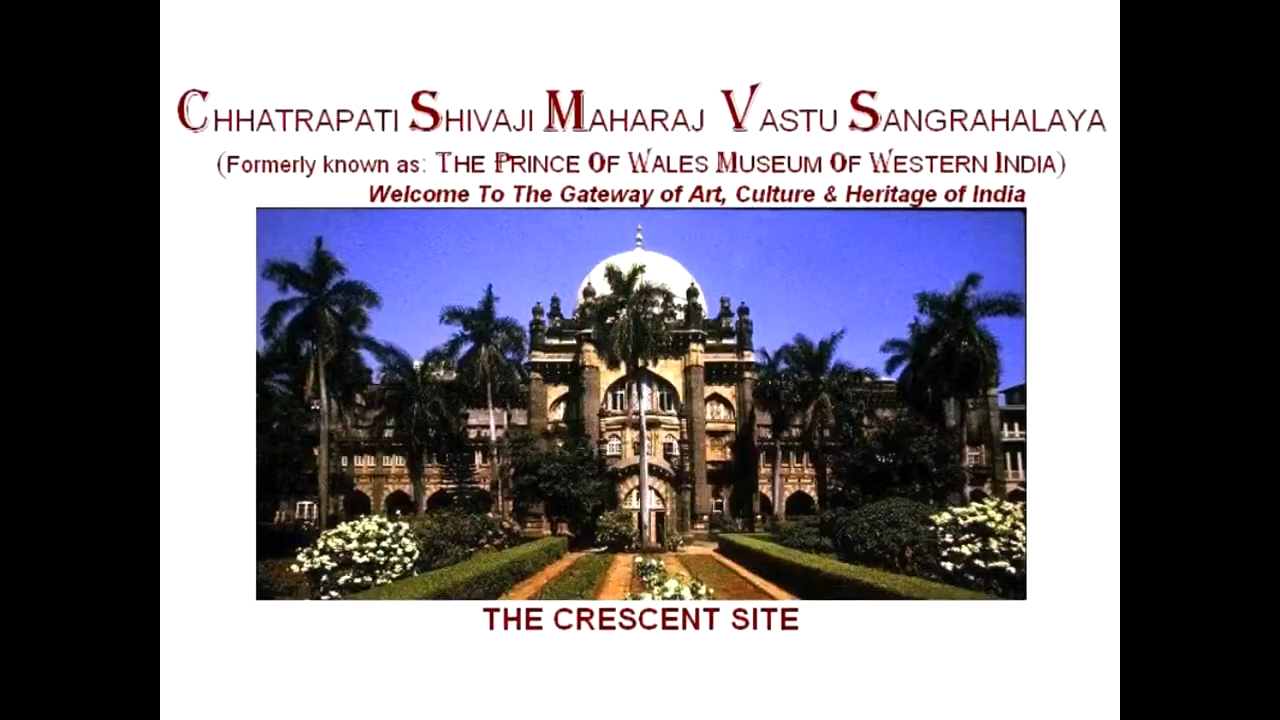 CHHATRAPATI SHIVAJI MAHARAJ VASTU SANGRAHALAYA
(Formerly known as: THE PRINCE OF WALES MUSEUM OF WESTERN INDIA)
Welcome To The Gateway of Art, Culture & Heritage of India
THE CRESCENT SITE